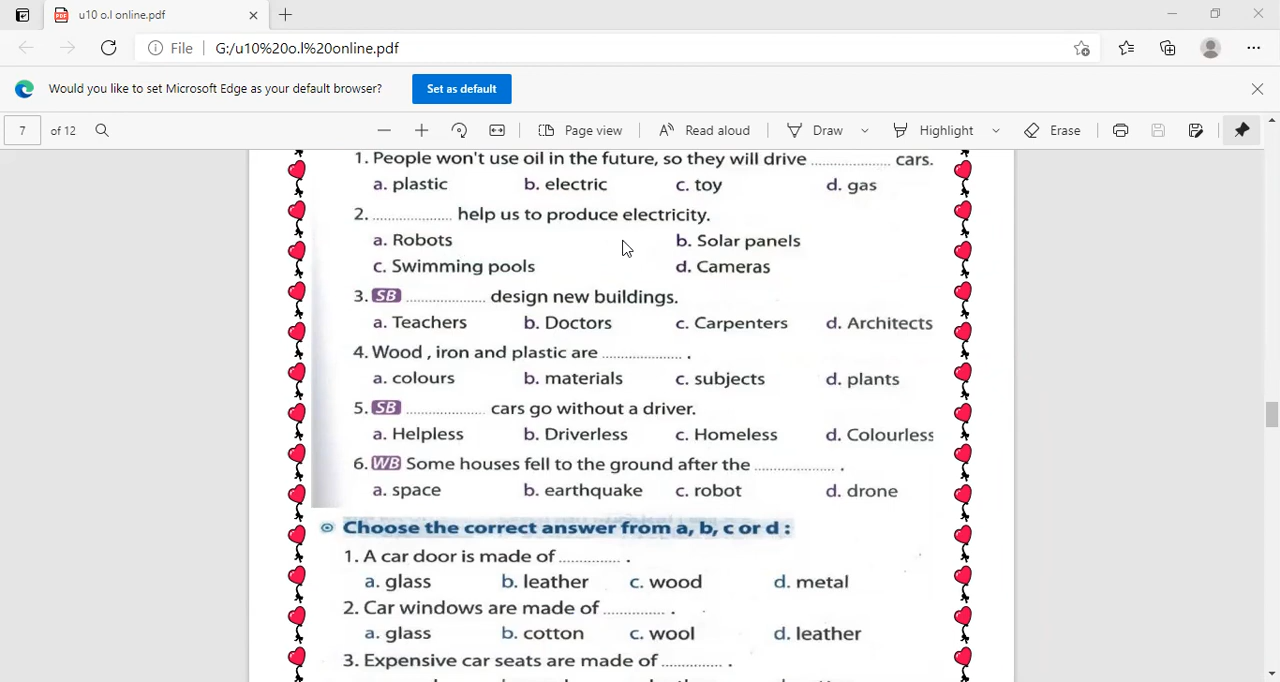 u10 o.l online.pdf
File G:/u10%20o.l%20online.pdf
Would you like to set Microsoft Edge as your default browser? Set as default
7 of 12 Page view Read aloud Draw Highlight Erase
1. People won't use oil in the future, so they will drive .................... cars.
a. plastic b. electric c. toy d. gas
2. .................... help us to produce electricity.
a. Robots b. Solar panels
c. Swimming pools d. Cameras
3. SB .................... design new buildings.
a. Teachers b. Doctors c. Carpenters d. Architects
4. Wood , iron and plastic are .................... .
a. colours b. materials c. subjects d. plants
5. SB .................... cars go without a driver.
a. Helpless b. Driverless c. Homeless d. Colourless
6. WB Some houses fell to the ground after the .................... .
a. space b. earthquake c. robot d. drone
Choose the correct answer from a, b, c or d :
1. A car door is made of ............... .
a. glass b. leather c. wood d. metal
2. Car windows are made of ............... .
a. glass b. cotton c. wool d. leather
3. Expensive car seats are made of ............... .